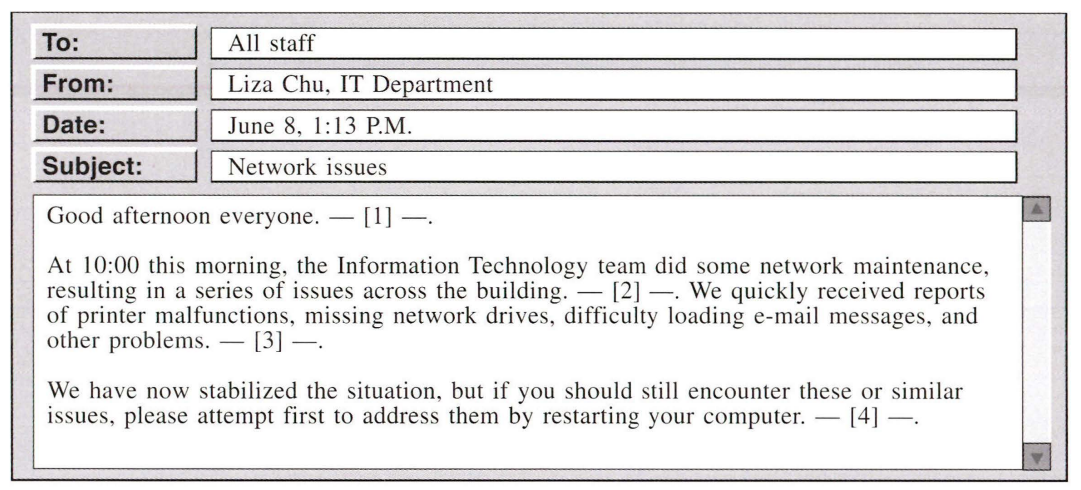 To: All staff
From: Liza Chu, IT Department
Date: June 8, 1:13 P.M.
Subject: Network issues
Good afternoon everyone. — [1] —.
At 10:00 this morning, the Information Technology team did some network maintenance,
resulting in a series of issues across the building. — [2] —. We quickly received reports
of printer malfunctions, missing network drives, difficulty loading e-mail messages, and
other problems. — [3] —.
We have now stabilized the situation, but if you should still encounter these or similar
issues, please attempt first to address them by restarting your computer. — [4] —.